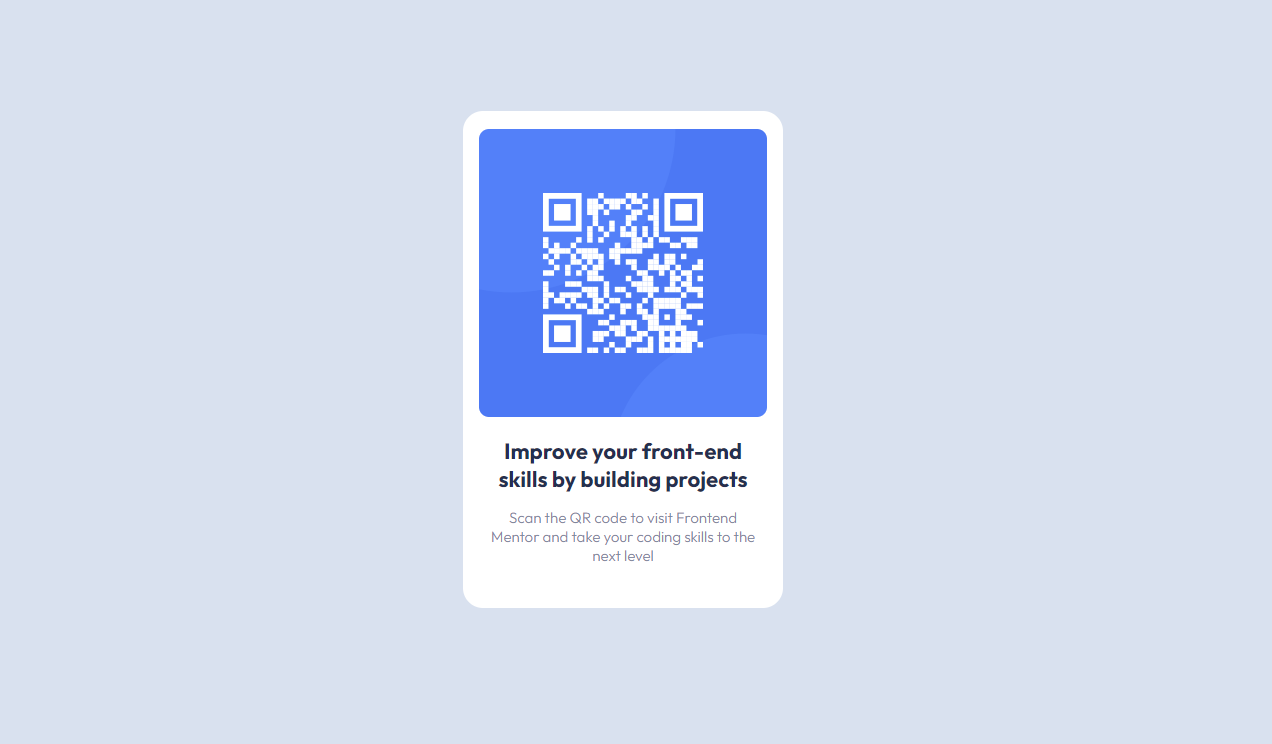 Improve your front-end
skills by building projects
Scan the QR code to visit Frontend
Mentor and take your coding skills to the
next level